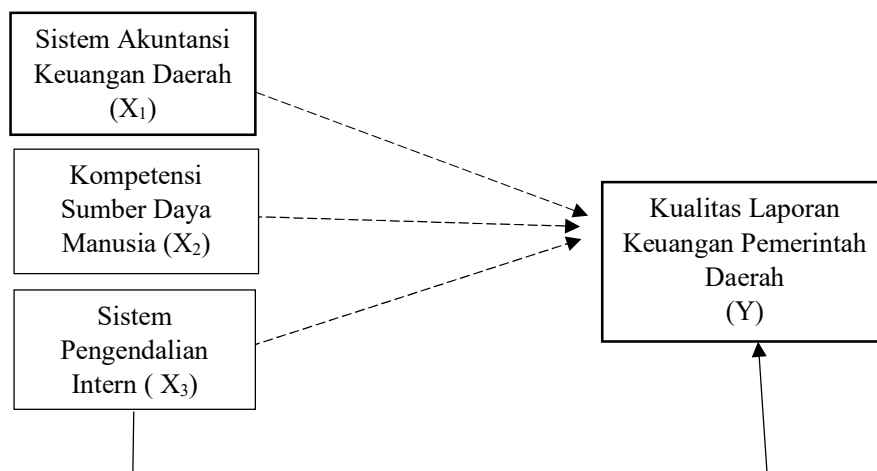 Sistem Akuntansi
Keuangan Daerah
(X₁)
Kompetensi
Sumber Daya
Manusia (X₂)
Sistem
Pengendalian
Intern ( X₃)
Kualitas Laporan
Keuangan Pemerintah
Daerah
(Y)